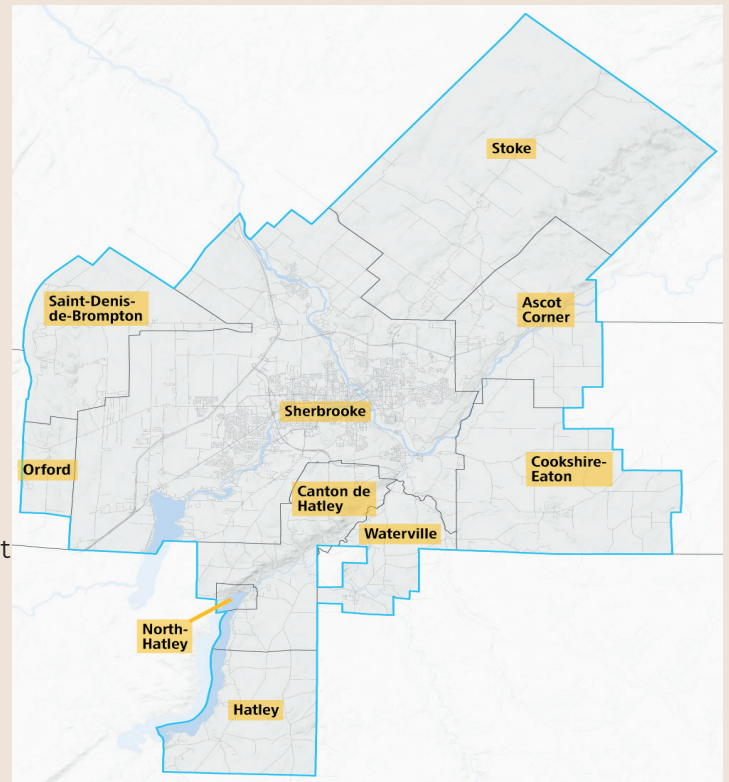 Stoke
Saint-Denis-
de-Brompton
Ascot
Corner
Sherbrooke
Orford
Cookshire-
Eaton
Canton de
Hatley
Waterville
t
North-
Hatley
Hatley